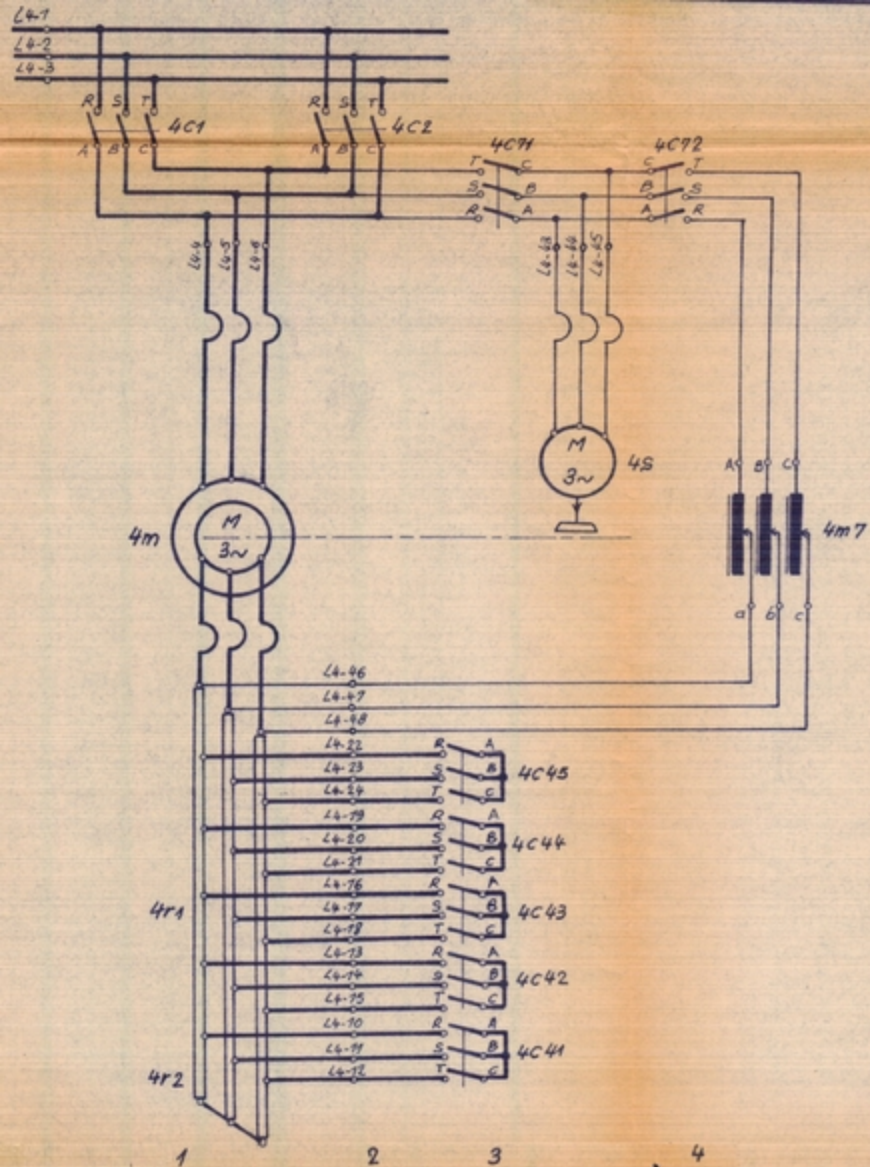 L4-1
L4-2
L4-3
R S T 4C1
A B C
R S T 4C2
A B C
4C71
T C
S B
R A
4C72
C T
B S
A R
L4-4 L4-5 L4-6
L4-43 L4-44 L4-45
M
3~
4S
A B C
4m7
a b c
4m
M
3~
L4-46
L4-47
L4-48
L4-22 R A
L4-23 S B 4C45
L4-24 T C
L4-19 R A
L4-20 S B 4C44
L4-21 T C
L4-16 R A
4r1 L4-17 S B 4C43
L4-18 T C
L4-13 R A
L4-14 S B 4C42
L4-15 T C
L4-10 R A
L4-11 S B 4C41
4r2 L4-12 T C
1 2 3 4